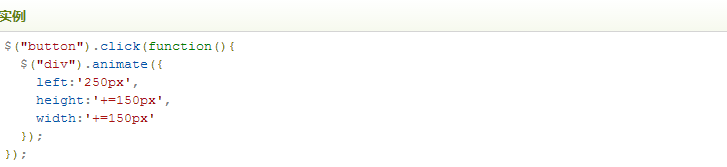 实例
$("button").click(function(){
  $("div").animate({
    left:'250px',
    height:'+=150px',
    width:'+=150px'
  });
});